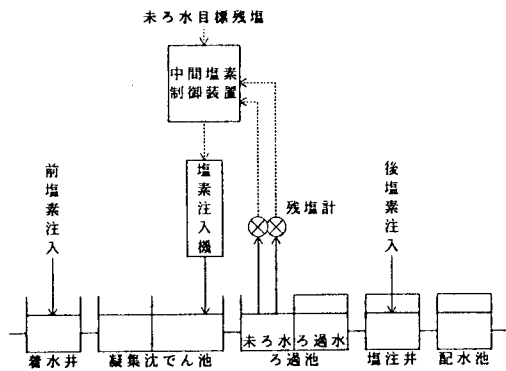 未ろ水目標残塩
中間塩素
制御装置
前塩素注入
塩素注入機
残塩計
後塩素注入
未ろ水
ろ過水
着水井
凝集沈でん池
ろ過池
塩注井
配水池